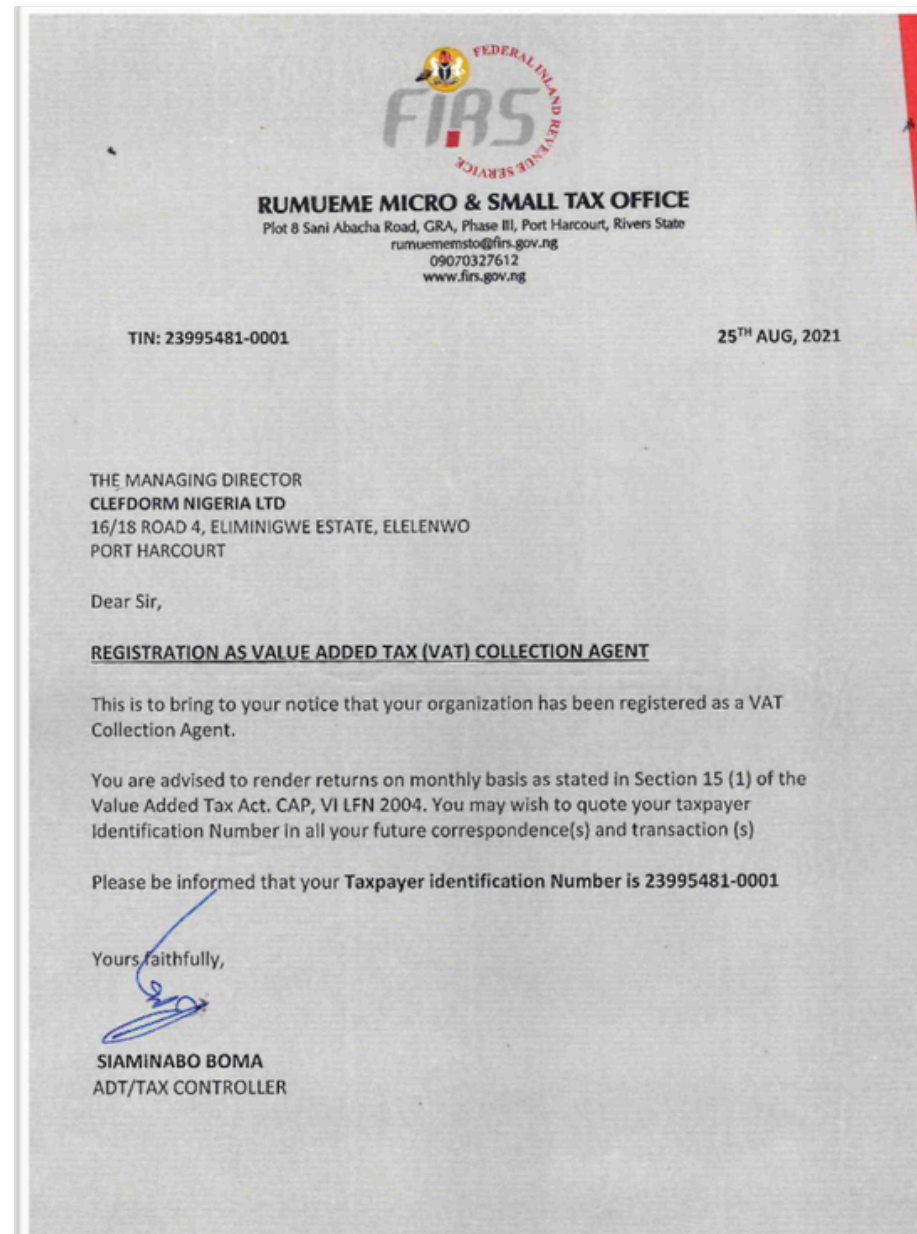 FEDERAL INLAND REVENUE SERVICE
FIRS
RUMUEME MICRO & SMALL TAX OFFICE
Plot 8 Sani Abacha Road, GRA, Phase III, Port Harcourt, Rivers State
rumuememsto@firs.gov.ng
09070327612
www.firs.gov.ng
TIN: 23995481-0001 25TH AUG, 2021
THE MANAGING DIRECTOR
CLEFDORM NIGERIA LTD
16/18 ROAD 4, ELIMINIGWE ESTATE, ELELENWO
PORT HARCOURT
Dear Sir,
REGISTRATION AS VALUE ADDED TAX (VAT) COLLECTION AGENT
This is to bring to your notice that your organization has been registered as a VAT
Collection Agent.
You are advised to render returns on monthly basis as stated in Section 15 (1) of the
Value Added Tax Act. CAP, VI LFN 2004. You may wish to quote your taxpayer
Identification Number in all your future correspondence(s) and transaction (s)
Please be informed that your Taxpayer identification Number is 23995481-0001
Yours faithfully,
SIAMINABO BOMA
ADT/TAX CONTROLLER